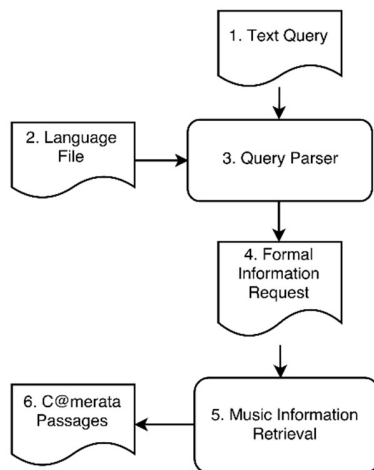 1. Text Query
2. Language
File
3. Query Parser
4. Formal
Information
Request
5. Music Information
Retrieval
6. C@merata
Passages